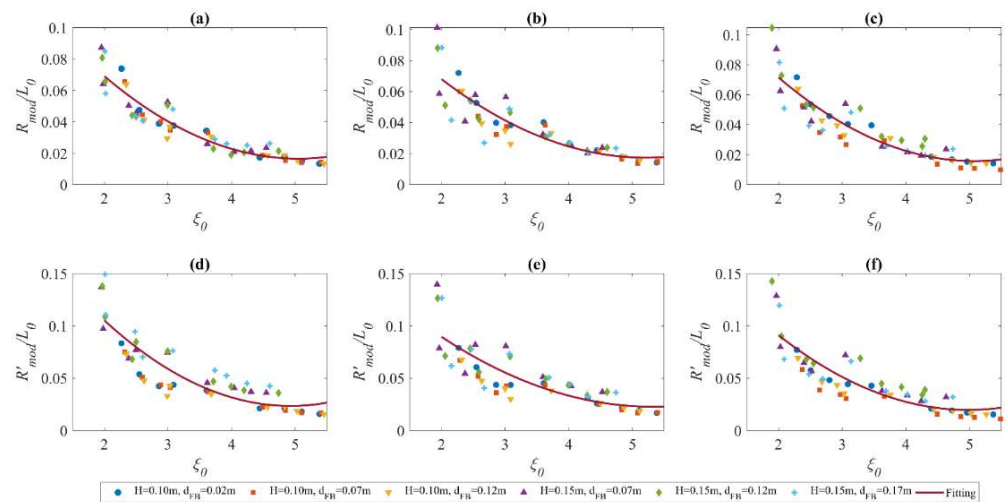 (a) (b) (c)
0.1 0.1 0.1
0.08 0.08 0.08
0.06 0.06 0.06
0.04 0.04 0.04
0.02 0.02 0.02
0 0 0
R_mod/L_0 R_mod/L_0 R_mod/L_0
2 3 4 5 2 3 4 5 2 3 4 5
ξ_0 ξ_0 ξ_0
(d) (e) (f)
0.15 0.15 0.15
0.1 0.1 0.1
0.05 0.05 0.05
0 0 0
R'_mod/L_0 R'_mod/L_0 R'_mod/L_0
2 3 4 5 2 3 4 5 2 3 4 5
ξ_0 ξ_0 ξ_0
H=0.10m, d_FB=0.02m H=0.10m, d_FB=0.07m H=0.10m, d_FB=0.12m H=0.15m, d_FB=0.07m H=0.15m, d_FB=0.12m H=0.15m, d_FB=0.17m Fitting